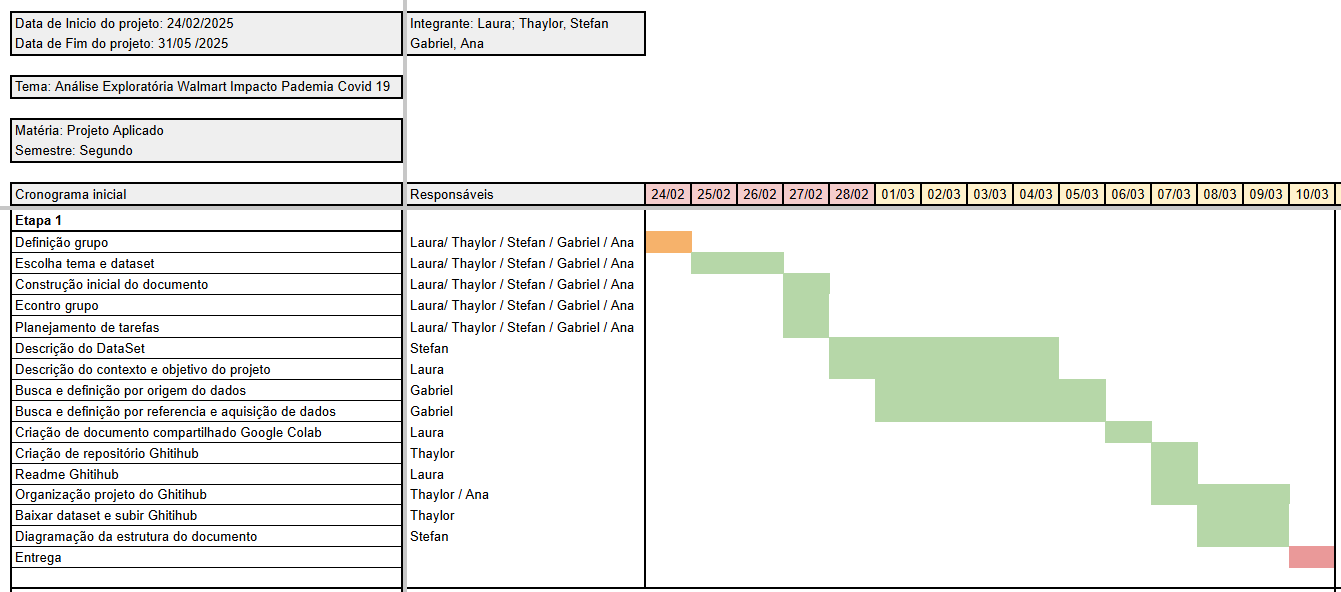 Data de Inicio do projeto: 24/02/2025
Data de Fim do projeto: 31/05 /2025
Integrante: Laura; Thaylor, Stefan
Gabriel, Ana
Tema: Análise Exploratória Walmart Impacto Pademia Covid 19
Matéria: Projeto Aplicado
Semestre: Segundo
Cronograma inicial Responsáveis 24/02 25/02 26/02 27/02 28/02 01/03 02/03 03/03 04/03 05/03 06/03 07/03 08/03 09/03 10/03
Etapa 1
Definição grupo Laura/ Thaylor / Stefan / Gabriel / Ana
Escolha tema e dataset Laura/ Thaylor / Stefan / Gabriel / Ana
Construção inicial do documento Laura/ Thaylor / Stefan / Gabriel / Ana
Econtro grupo Laura/ Thaylor / Stefan / Gabriel / Ana
Planejamento de tarefas Laura/ Thaylor / Stefan / Gabriel / Ana
Descrição do DataSet Stefan
Descrição do contexto e objetivo do projeto Laura
Busca e definição por origem do dados Gabriel
Busca e definição por referencia e aquisição de dados Gabriel
Criação de documento compartilhado Google Colab Laura
Criação de repositório Ghitihub Thaylor
Readme Ghitihub Laura
Organização projeto do Ghitihub Thaylor / Ana
Baixar dataset e subir Ghitihub Thaylor
Diagramação da estrutura do documento Stefan
Entrega